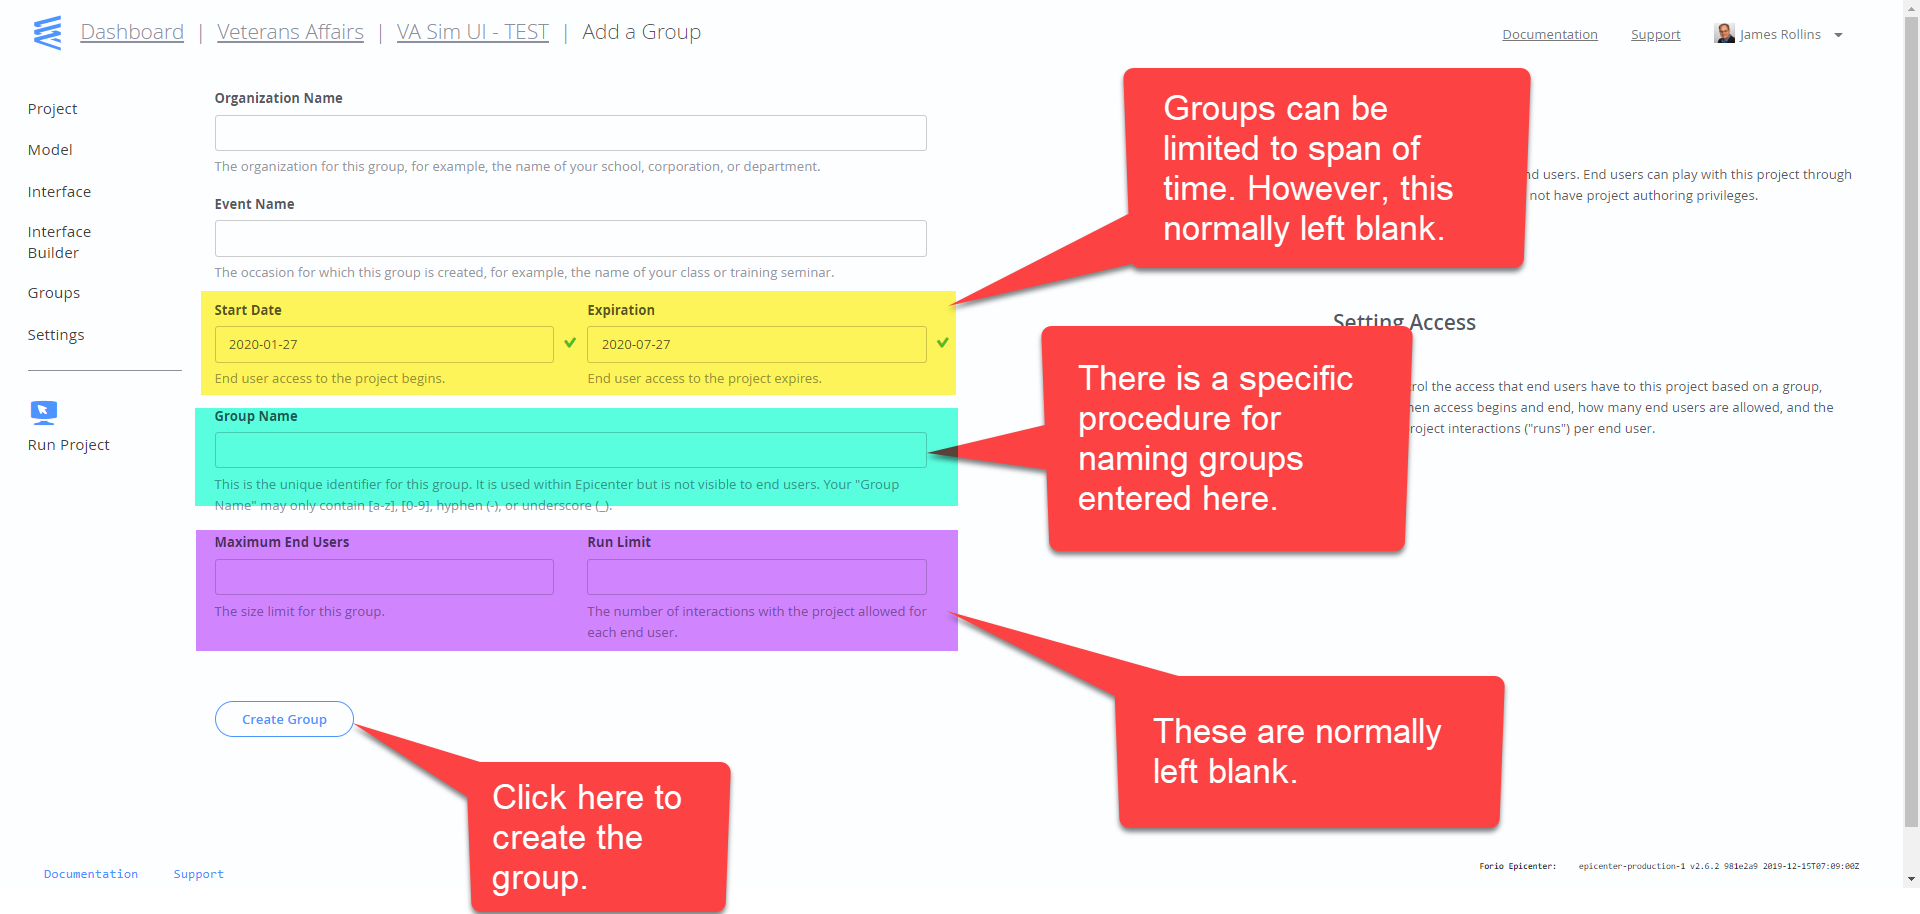 Dashboard | Veterans Affairs | VA Sim UI - TEST | Add a Group
Documentation Support James Rollins
Project
Model
Interface
Interface
Builder
Groups
Settings
Run Project
Organization Name
The organization for this group, for example, the name of your school, corporation, or department.
Event Name
The occasion for which this group is created, for example, the name of your class or training seminar.
Start Date Expiration
2020-01-27 2020-07-27
End user access to the project begins. End user access to the project expires.
Group Name
This is the unique identifier for this group. It is used within Epicenter but is not visible to end users. Your "Group
Name" may only contain [a-z], [0-9], hyphen (-), or underscore (_).
Maximum End Users Run Limit
The size limit for this group. The number of interactions with the project allowed for
each end user.
Create Group
Groups can be
limited to span of
time. However, this
normally left blank.
end users. End users can play with this project through
not have project authoring privileges.
Setting Access
There is a specific
procedure for
naming groups
entered here.
the access that end users have to this project based on a group,
access begins and end, how many end users are allowed, and the
interactions ("runs") per end user.
These are normally
left blank.
Click here to
create the
group.
Documentation Support
Forio Epicenter: epicenter-production-1 v2.6.2 981e2a9 2019-12-15T07:09:00Z